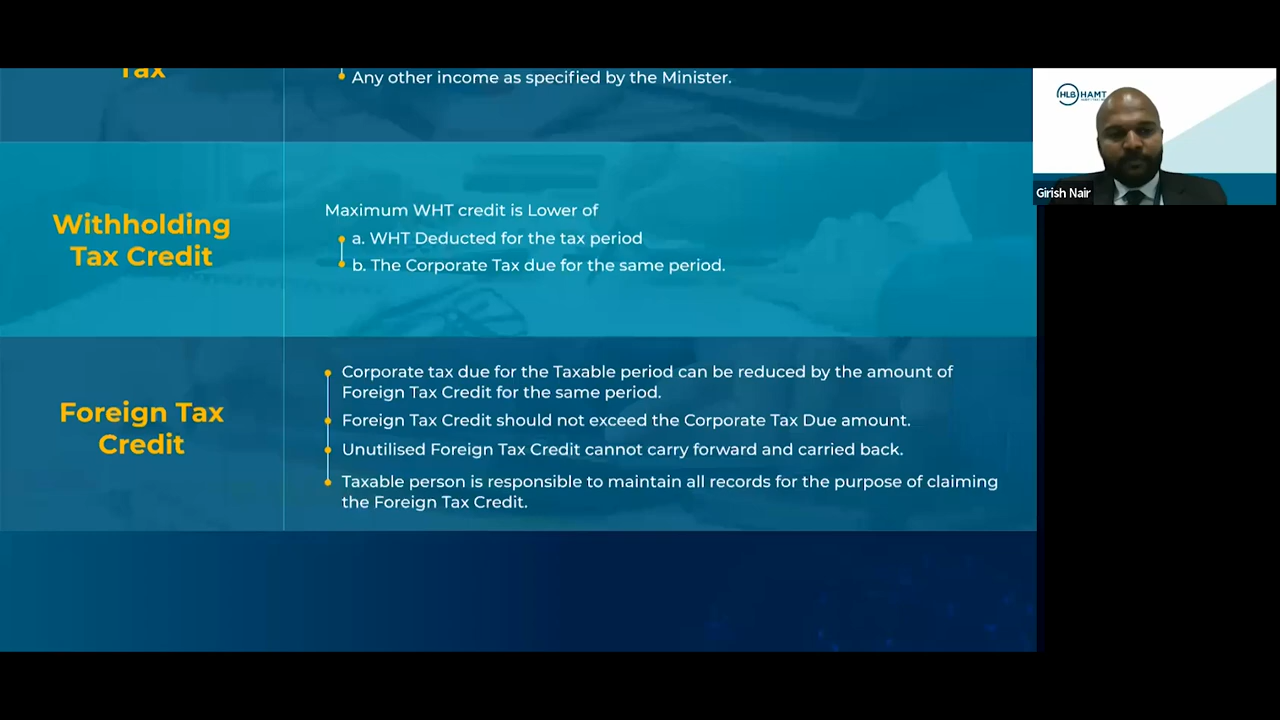 Tax
Any other income as specified by the Minister.
Withholding
Tax Credit
Maximum WHT credit is Lower of
a. WHT Deducted for the tax period
b. The Corporate Tax due for the same period.
Foreign Tax
Credit
Corporate tax due for the Taxable period can be reduced by the amount of
Foreign Tax Credit for the same period.
Foreign Tax Credit should not exceed the Corporate Tax Due amount.
Unutilised Foreign Tax Credit cannot carry forward and carried back.
Taxable person is responsible to maintain all records for the purpose of claiming
the Foreign Tax Credit.
HLB HAMT
Girish Nair